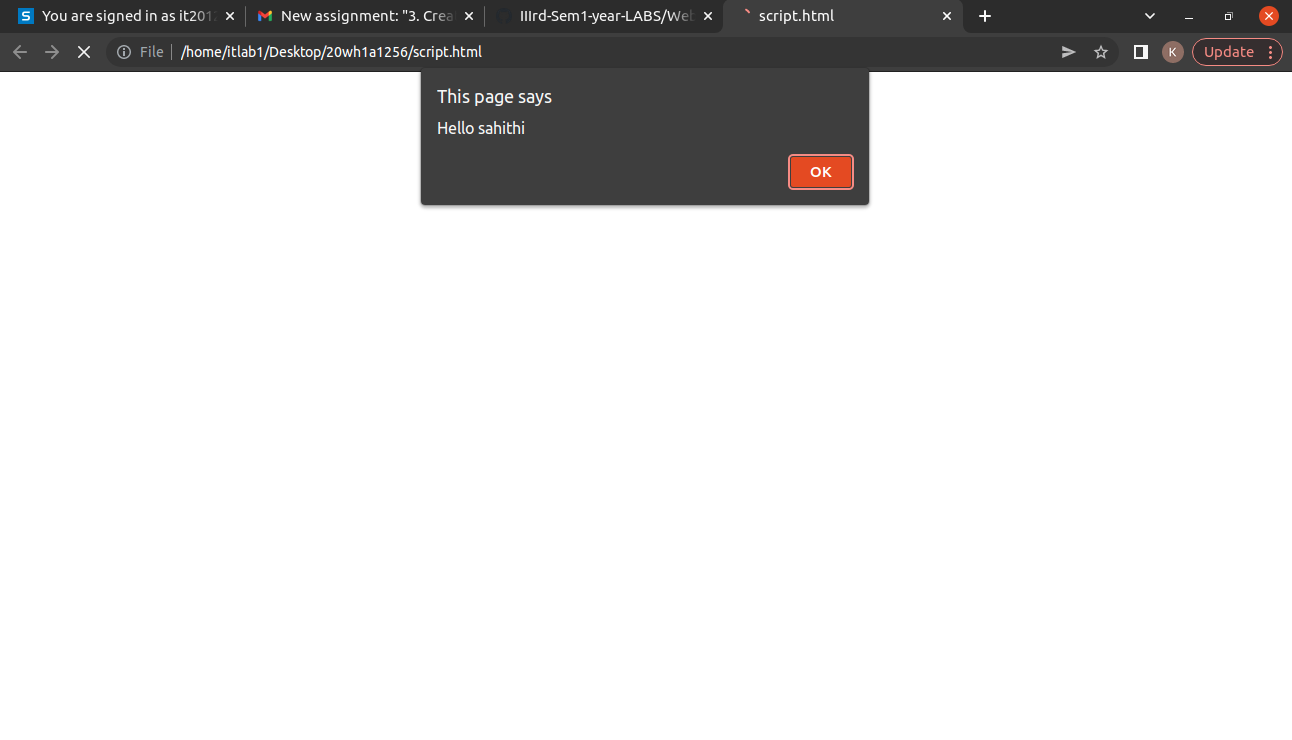 You are signed in as it201
New assignment: "3. Crea
IIIrd-Sem1-year-LABS/Web
script.html
File
/home/itlab1/Desktop/20wh1a1256/script.html
K
Update
This page says
Hello sahithi
OK